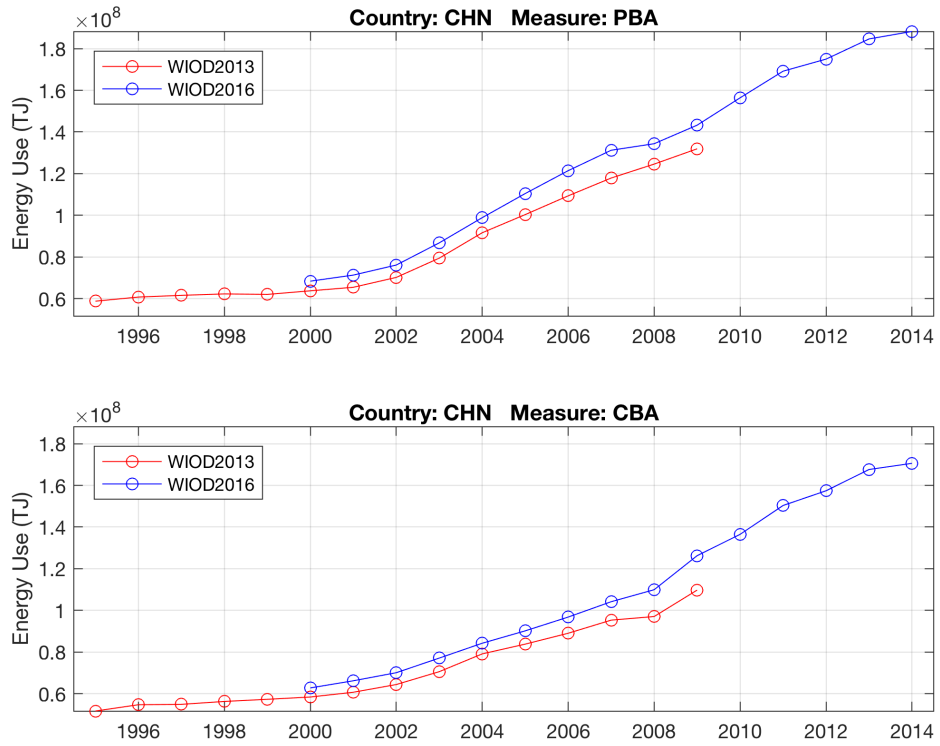 Country: CHN   Measure: PBA
×10^8
WIOD2013
WIOD2016
Energy Use (TJ)
1.8
1.6
1.4
1.2
1
0.8
0.6
1996 1998 2000 2002 2004 2006 2008 2010 2012 2014
Country: CHN   Measure: CBA
×10^8
WIOD2013
WIOD2016
Energy Use (TJ)
1.8
1.6
1.4
1.2
1
0.8
0.6
1996 1998 2000 2002 2004 2006 2008 2010 2012 2014